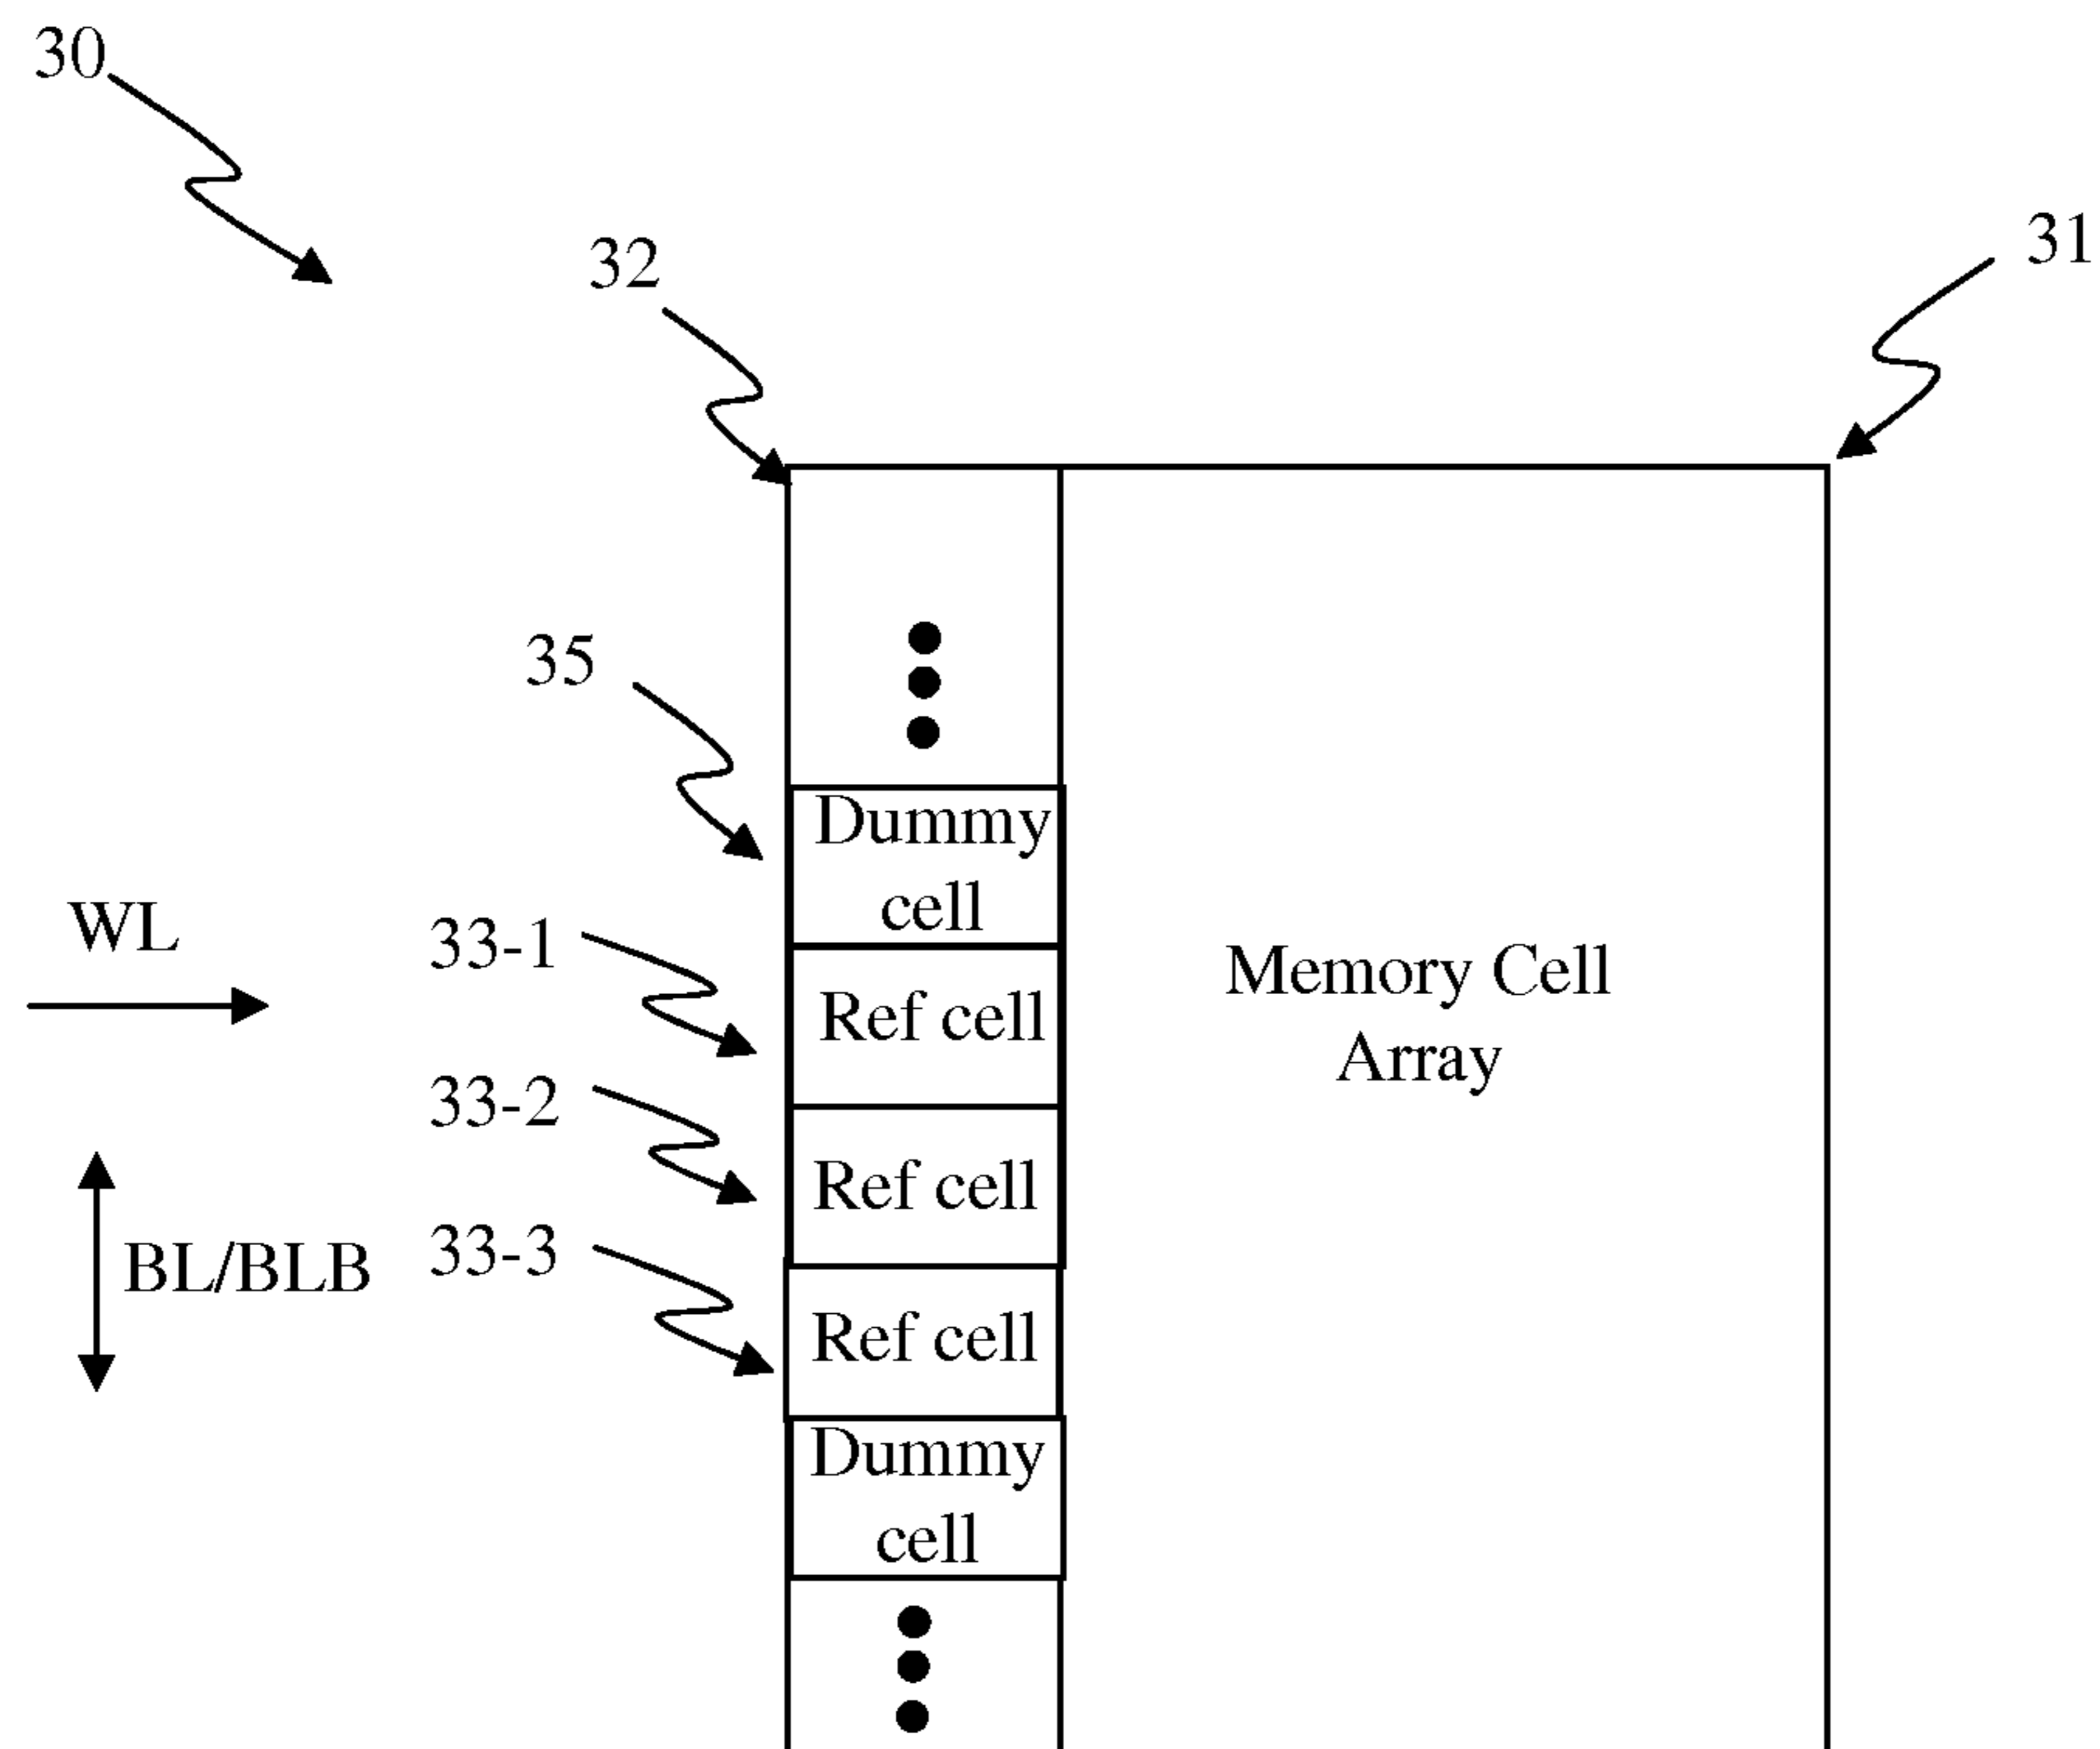 30
31
32
35
Dummy
cell
WL
33-1
Ref cell
Memory Cell
Array
33-2
Ref cell
BL/BLB
33-3
Ref cell
Dummy
cell